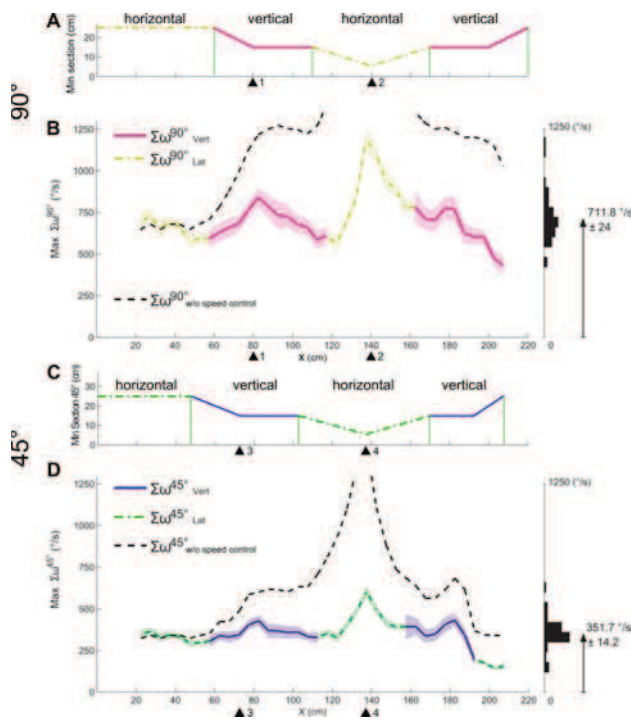 90°
A
horizontal vertical horizontal vertical
Min section (cm)
20
0
▲1 ▲2
B
1250
1000
750
500
250
0
Max Σω90° (°/s)
Σω90° Vert
Σω90° Lat
Σω90° w/o speed control
0 20 40 60 80 100 120 140 160 180 200 220
▲1 X (cm) ▲2
1250 (°/s)
711.8 °/s
± 24
0
45°
C
horizontal vertical horizontal vertical
Min Section 45° (cm)
30
20
10
0
▲3 ▲4
D
1250
1000
750
500
250
0
Max Σω45° (°/s)
Σω45° Vert
Σω45° Lat
Σω45° w/o speed control
0 20 40 60 80 100 120 140 160 180 200 220
▲3 X (cm) ▲4
1250 (°/s)
351.7 °/s
± 14.2
0